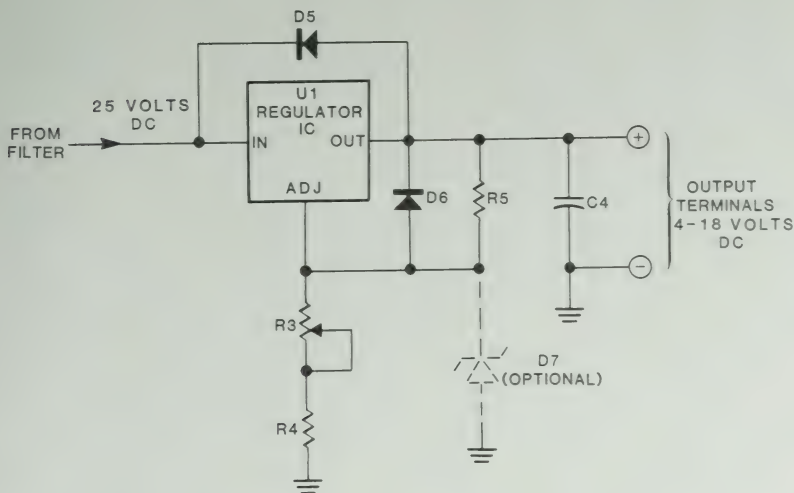 D5
25 VOLTS
DC
FROM
FILTER
U1
REGULATOR
IC
IN
OUT
ADJ
D6
R5
C4
+
OUTPUT
TERMINALS
4-18 VOLTS
DC
−
R3
D7
(OPTIONAL)
R4